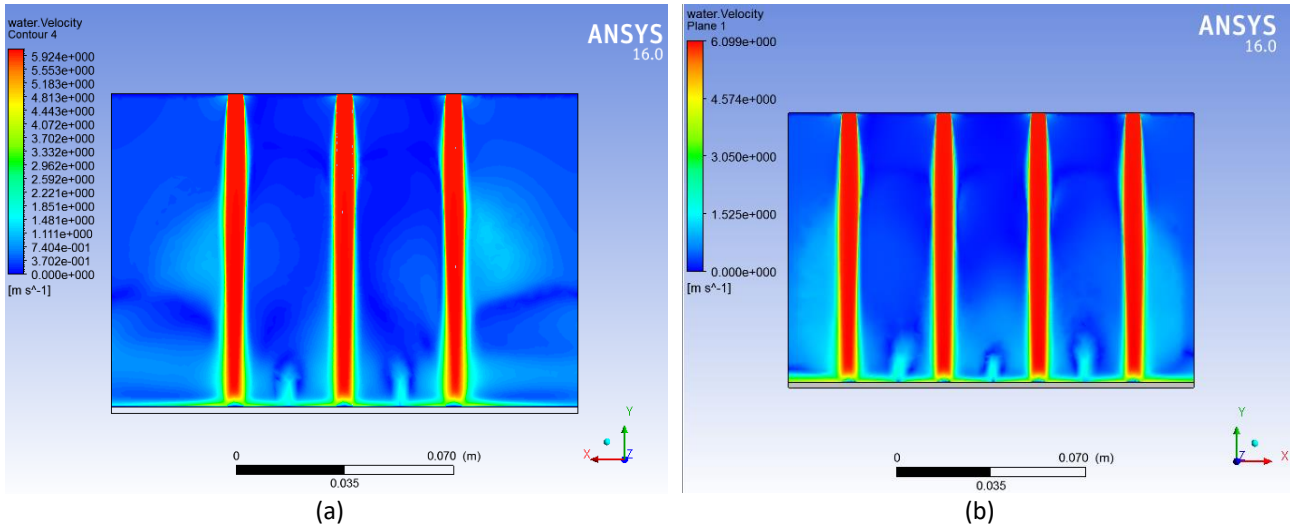 water.Velocity
Contour 4
5.924e+000
5.553e+000
5.183e+000
4.813e+000
4.443e+000
4.072e+000
3.702e+000
3.332e+000
2.962e+000
2.592e+000
2.221e+000
1.851e+000
1.481e+000
1.111e+000
7.404e-001
3.702e-001
0.000e+000
[m s^-1]
ANSYS
16.0
Y
X
Z
0
0.070 (m)
0.035
(a)
water.Velocity
Plane 1
6.099e+000
4.574e+000
3.050e+000
1.525e+000
0.000e+000
[m s^-1]
ANSYS
16.0
Y
Z
X
0
0.070 (m)
0.035
(b)